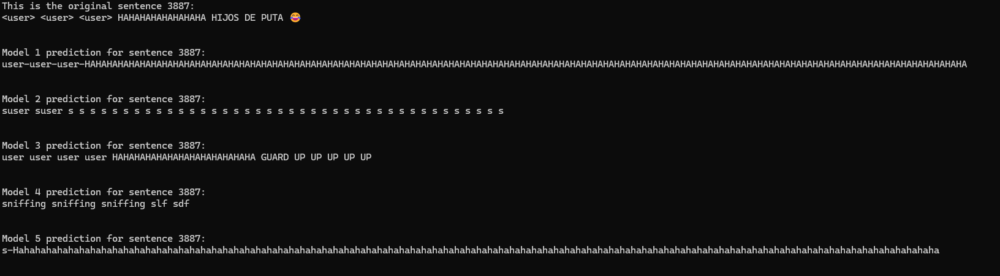 This is the original sentence 3887:
<user> <user> <user> HAHAHAHAHAHAHAHA HIJOS DE PUTA 😂
Model 1 prediction for sentence 3887:
user-user-user-HAHAHAHAHAHAHAHAHAHAHAHAHAHAHAHAHAHAHAHAHAHAHAHAHAHAHAHAHAHAHAHAHAHAHAHAHAHAHAHAHAHAHAHAHAHAHAHAHAHAHAHAHAHAHAHAHAHAHAHAHAHAHAHAHAHAHAHAHAHAHAHAHAHAHAHAHAHAHA
Model 2 prediction for sentence 3887:
suser suser s s s s s s s s s s s s s s s s s s s s s s s s s s s s s s s s s s s s s s s s
Model 3 prediction for sentence 3887:
user user user user HAHAHAHAHAHAHAHAHAHAHAHAHA GUARD UP UP UP UP UP
Model 4 prediction for sentence 3887:
sniffing sniffing sniffing slf sdf
Model 5 prediction for sentence 3887:
s-Hahahahahahahahahahahahahahahahahahahahahahahahahahahahahahahahahahahahahahahahahahahahahahahahahahahahahahahahahahahahahahahahahahahahahahahahahahahahahahahahahahahahaha